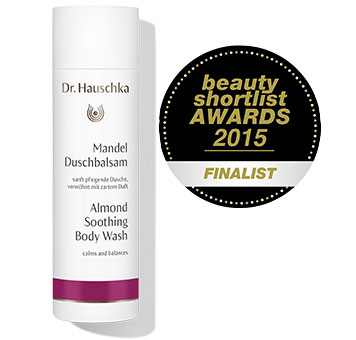 Dr. Hauschka
Mandel
Duschbalsam
sanft pflegende Dusche,
verwöhnt mit zartem Duft
Almond
Soothing
Body Wash
calms and balances
beauty
shortlist
AWARDS
2015
FINALIST